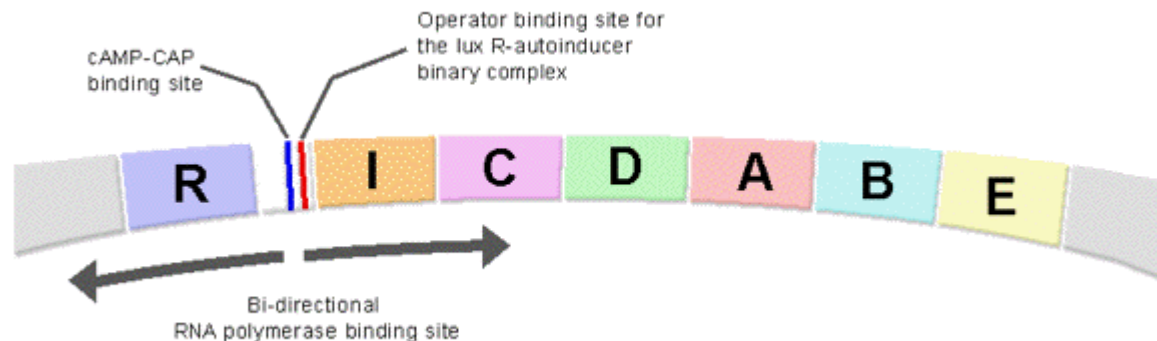 Operator binding site for
the lux R-autoinducer
binary complex
cAMP-CAP
binding site
R I C D A B E
Bi-directional
RNA polymerase binding site